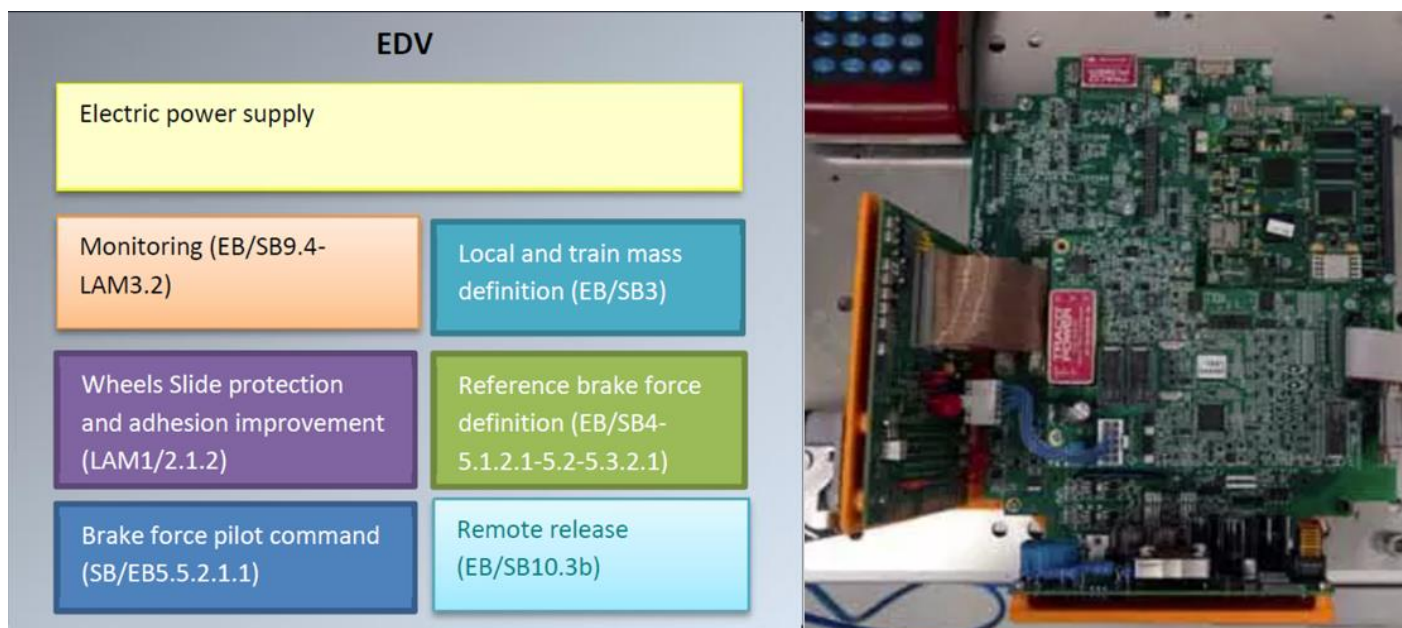 EDV
Electric power supply
Monitoring (EB/SB9.4-
LAM3.2)
Local and train mass
definition (EB/SB3)
Wheels Slide protection
and adhesion improvement
(LAM1/2.1.2)
Reference brake force
definition (EB/SB4-
5.1.2.1-5.2-5.3.2.1)
Brake force pilot command
(SB/EB5.5.2.1.1)
Remote release
(EB/SB10.3b)
TRACO
POWER